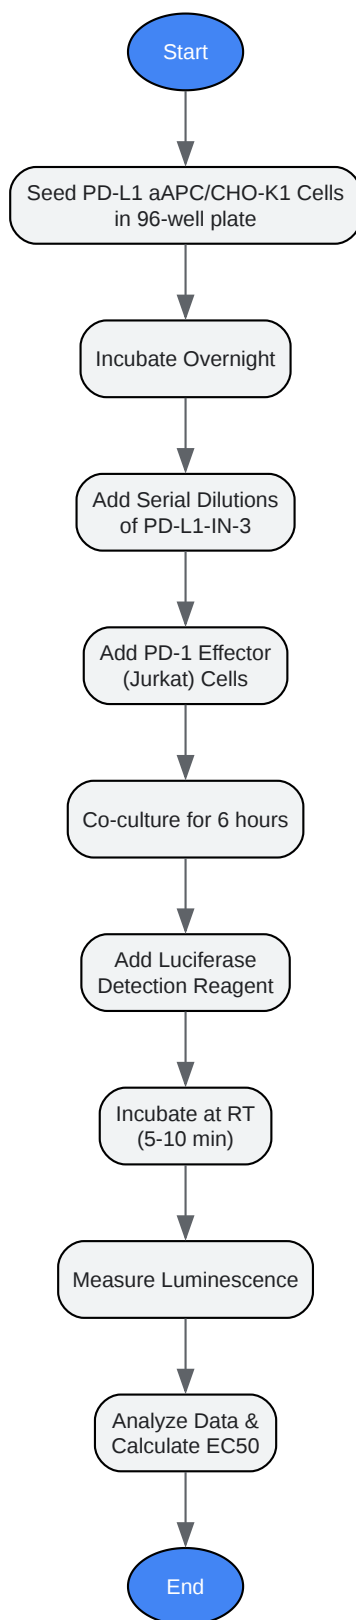 Start
Seed PD-L1 aAPC/CHO-K1 Cells
in 96-well plate
Incubate Overnight
Add Serial Dilutions
of PD-L1-IN-3
Add PD-1 Effector
(Jurkat) Cells
Co-culture for 6 hours
Add Luciferase
Detection Reagent
Incubate at RT
(5-10 min)
Measure Luminescence
Analyze Data &
Calculate EC50
End